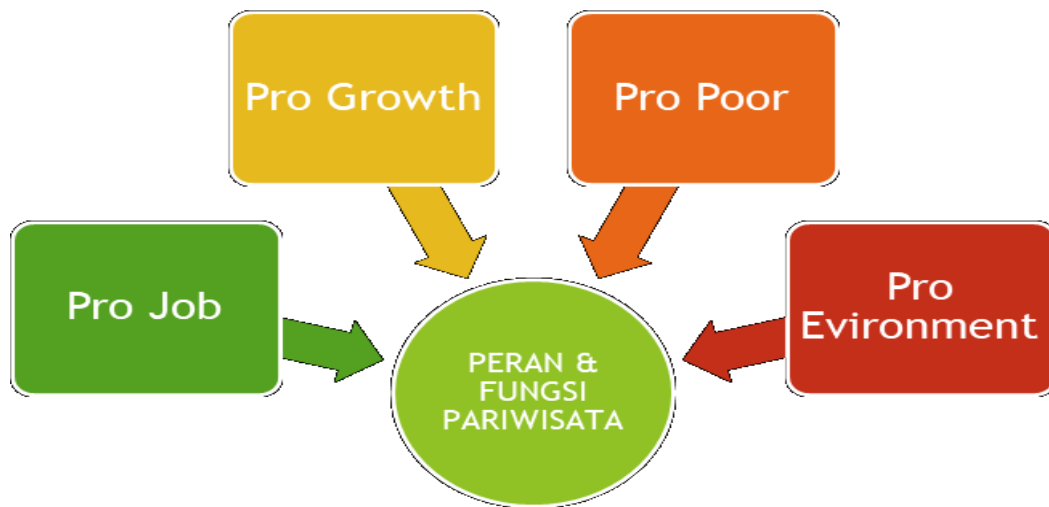 Pro Growth
Pro Poor
Pro Job
Pro
Evironment
PERAN &
FUNGSI
PARIWISATA